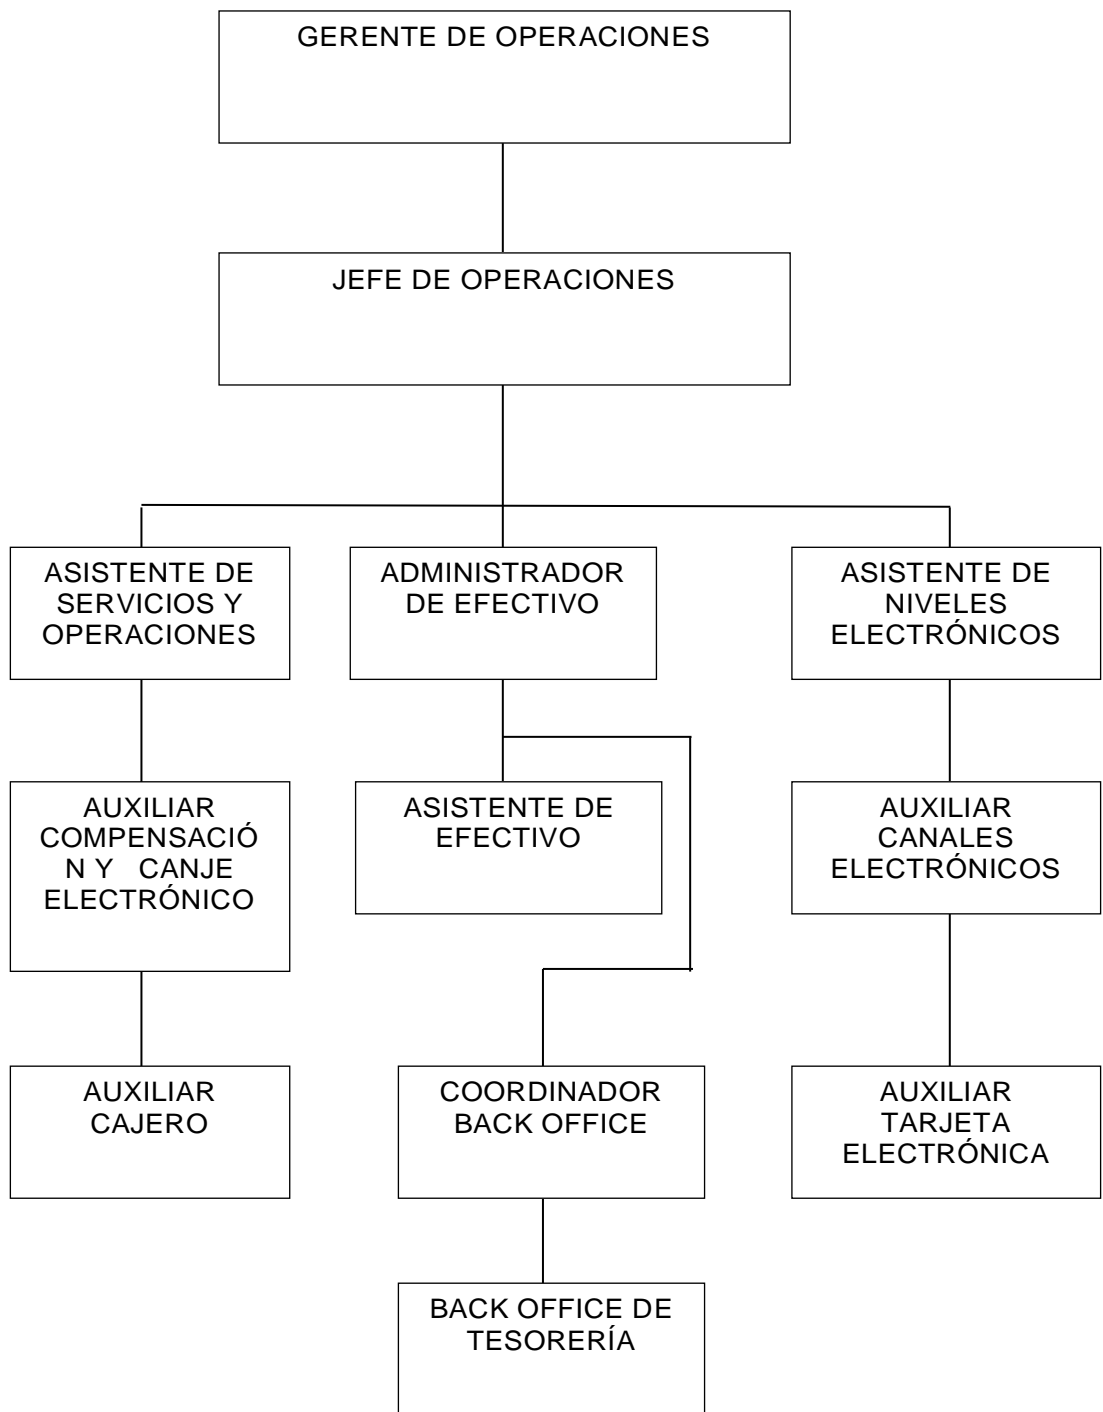 GERENTE DE OPERACIONES
JEFE DE OPERACIONES
ASISTENTE DE
SERVICIOS Y
OPERACIONES
ADMINISTRADOR
DE EFECTIVO
ASISTENTE DE
NIVELES
ELECTRÓNICOS
AUXILIAR
COMPENSACIÓ
N Y CANJE
ELECTRÓNICO
ASISTENTE DE
EFECTIVO
AUXILIAR
CANALES
ELECTRÓNICOS
AUXILIAR
CAJERO
COORDINADOR
BACK OFFICE
AUXILIAR
TARJETA
ELECTRÓNICA
BACK OFFICE DE
TESORERÍA